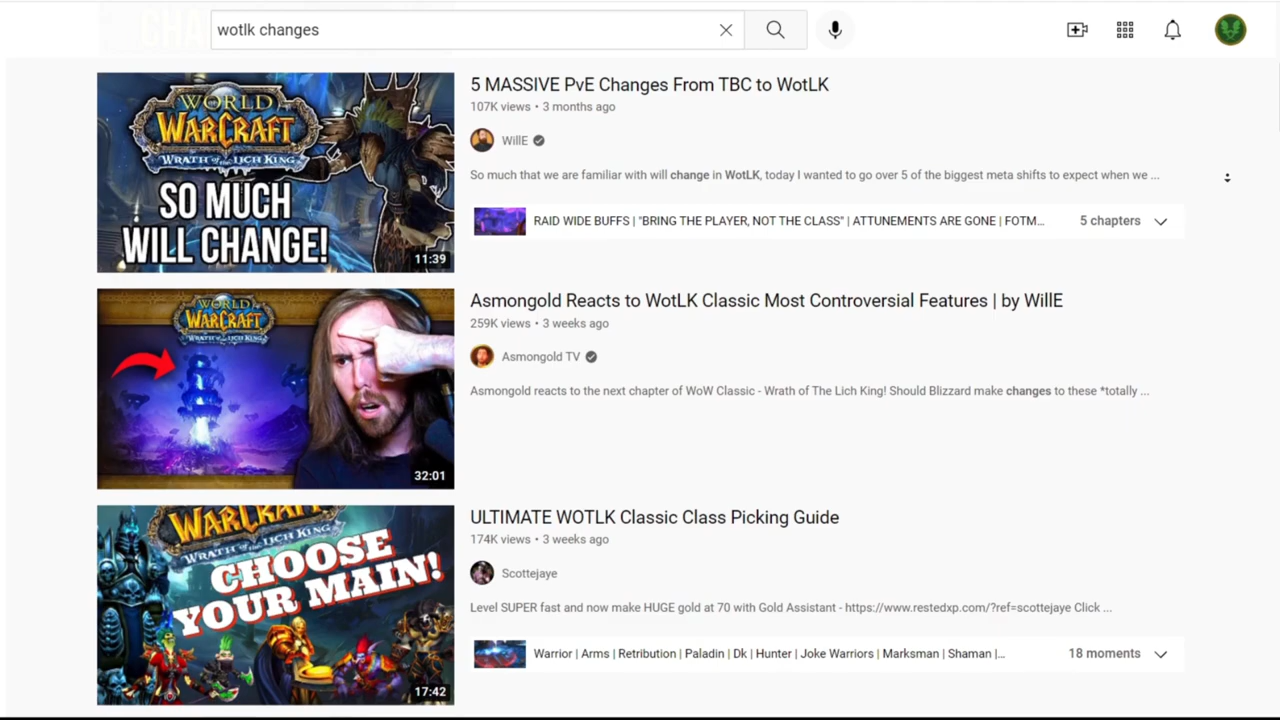 CHA
wotlk changes
WORLD
WARCRAFT
WRATH of the LICH KING
SO MUCH
WILL CHANGE!
11:39
5 MASSIVE PvE Changes From TBC to WotLK
107K views • 3 months ago
WillE
So much that we are familiar with will change in WotLK, today I wanted to go over 5 of the biggest meta shifts to expect when we ...
RAID WIDE BUFFS | "BRING THE PLAYER, NOT THE CLASS" | ATTUNEMENTS ARE GONE | FOTM...
5 chapters
WORLD
WARCRAFT
WRATH of the LICH KING
32:01
Asmongold Reacts to WotLK Classic Most Controversial Features | by WillE
259K views • 3 weeks ago
Asmongold TV
Asmongold reacts to the next chapter of WoW Classic - Wrath of The Lich King! Should Blizzard make changes to these *totally ...
WARCRAFT
WRATH of the LICH KING
CHOOSE
YOUR MAIN!
17:42
ULTIMATE WOTLK Classic Class Picking Guide
174K views • 3 weeks ago
Scottejaye
Level SUPER fast and now make HUGE gold at 70 with Gold Assistant - https://www.restedxp.com/?ref=scottejaye Click ...
Warrior | Arms | Retribution | Paladin | Dk | Hunter | Joke Warriors | Marksman | Shaman |...
18 moments